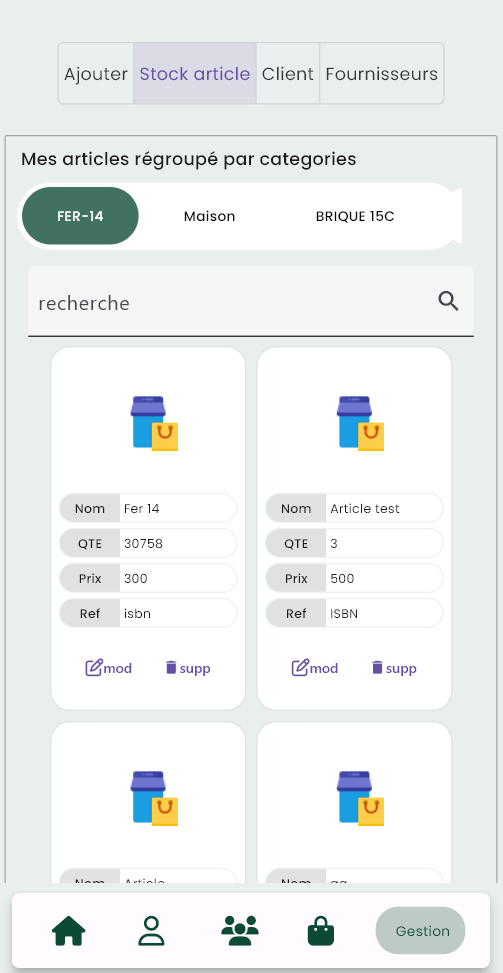 Ajouter Stock article Client Fournisseurs
Mes articles régroupé par categories
FER-14 Maison BRIQUE 15C
recherche
Nom Fer 14
QTE 30758
Prix 300
Ref isbn
mod supp
Nom Article test
QTE 3
Prix 500
Ref ISBN
mod supp
Nom Article
Nom
Gestion